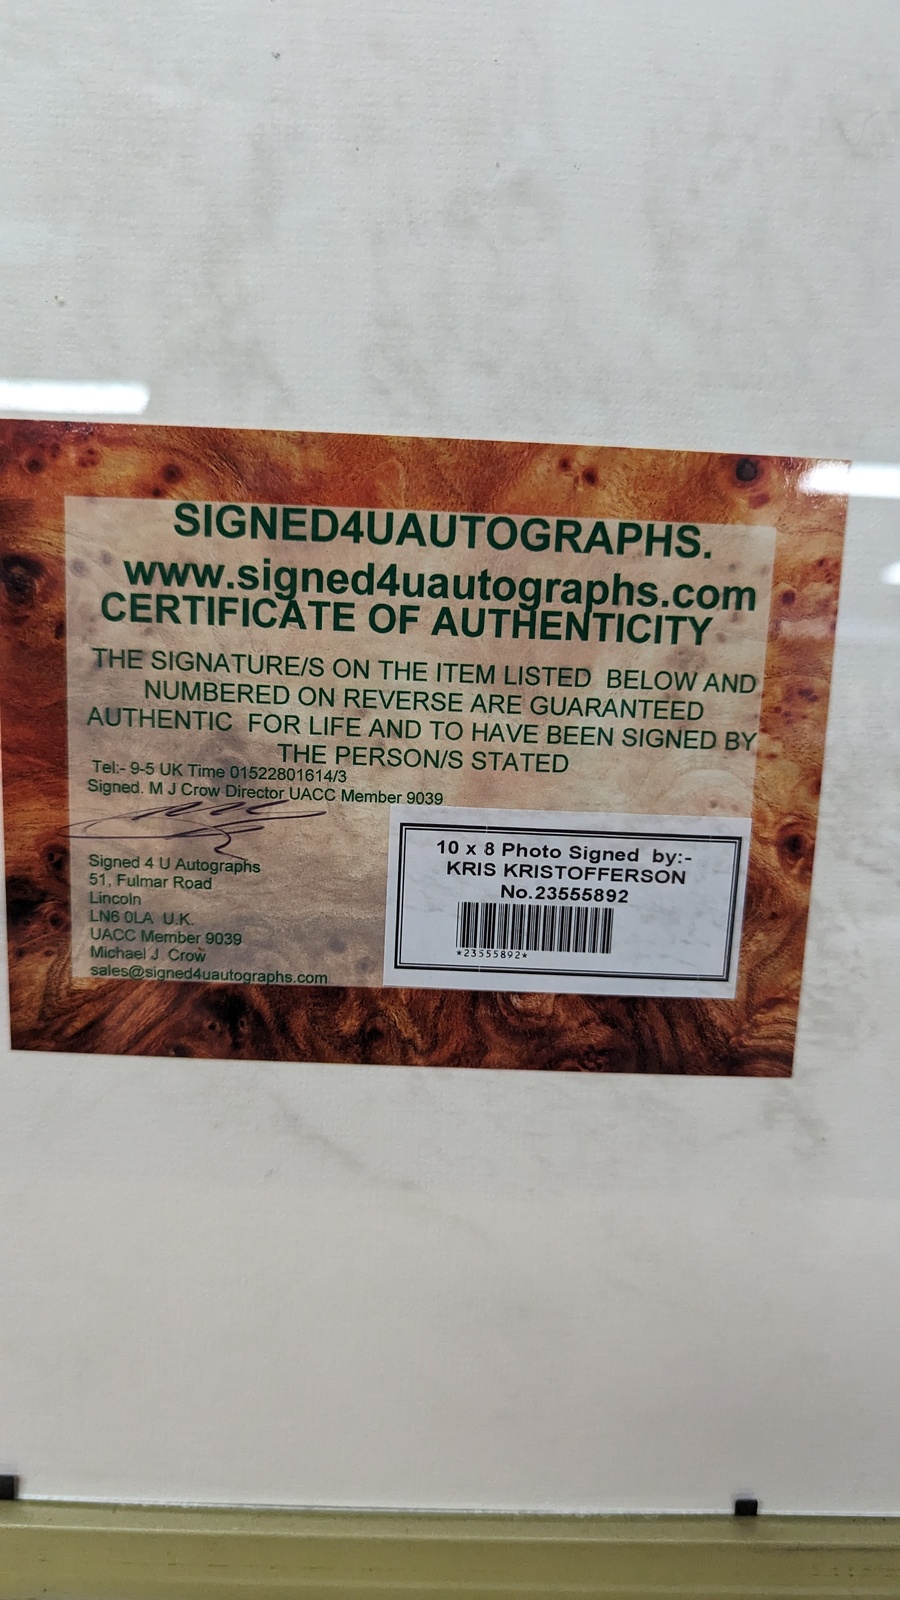 SIGNED4UAUTOGRAPHS.
www.signed4uautographs.com
CERTIFICATE OF AUTHENTICITY
THE SIGNATURE/S ON THE ITEM LISTED BELOW AND
NUMBERED ON REVERSE ARE GUARANTEED
AUTHENTIC FOR LIFE AND TO HAVE BEEN SIGNED BY
THE PERSON/S STATED
Tel:- 9-5 UK Time 01522801614/3
Signed. M J Crow Director UACC Member 9039
Signed 4 U Autographs
51, Fulmar Road
Lincoln
LN6 0LA U.K.
UACC Member 9039
Michael J. Crow
sales@signed4uautographs.com
10 x 8 Photo Signed by:-
KRIS KRISTOFFERSON
No.23555892
*23555892*